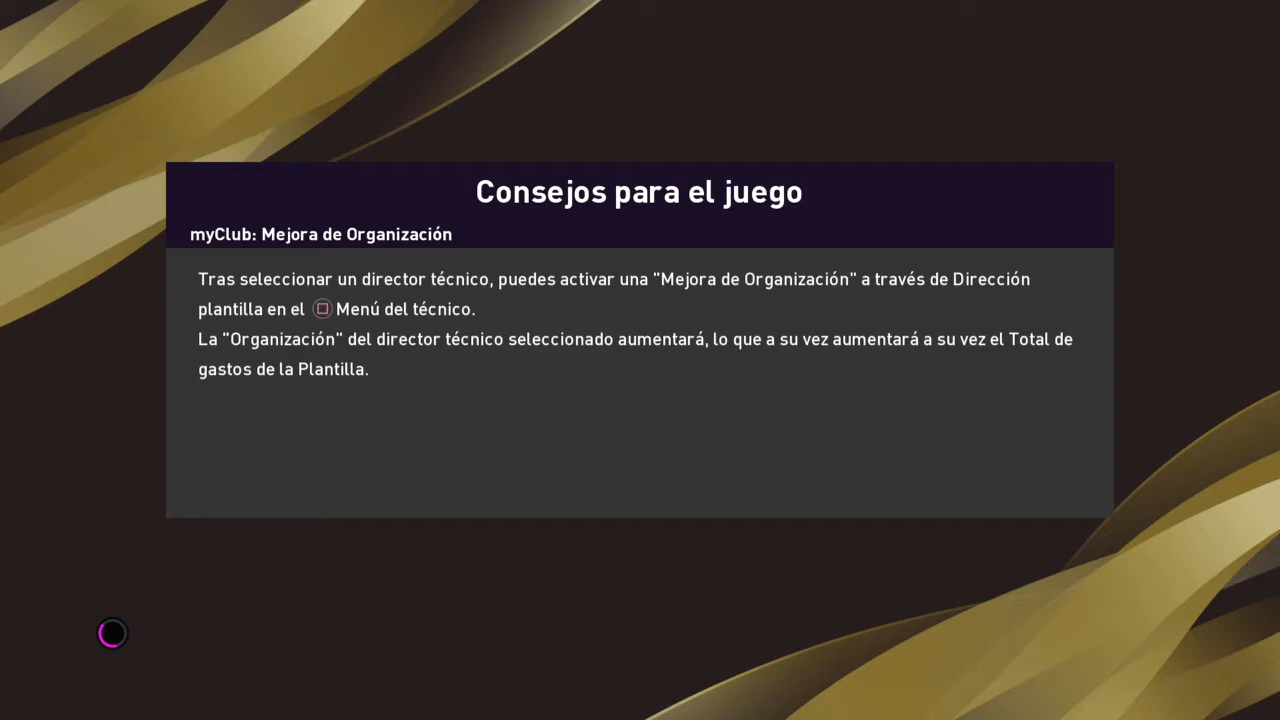 Consejos para el juego
myClub: Mejora de Organización
Tras seleccionar un director técnico, puedes activar una "Mejora de Organización" a través de Dirección
plantilla en el Menú del técnico.
La "Organización" del director técnico seleccionado aumentará, lo que a su vez aumentará a su vez el Total de
gastos de la Plantilla.